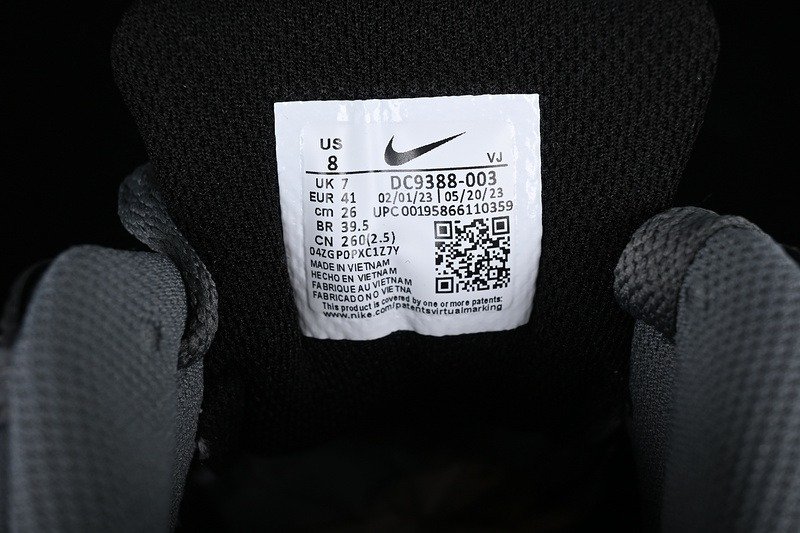 US
8
VJ
UK 7
DC9388-003
EUR 41
02/01/23 | 05/20/23
cm 26
UPC 00195866110359
BR 39.5
CN 260(2.5)
04ZGP0PXC1Z7Y
MADE IN VIETNAM
HECHO EN VIETNAM
FABRIQUE AU VIETNAM
FABRICADO NO VIETNA
This product is covered by one or more patents:
www.nike.com/patentsvirtualmarking